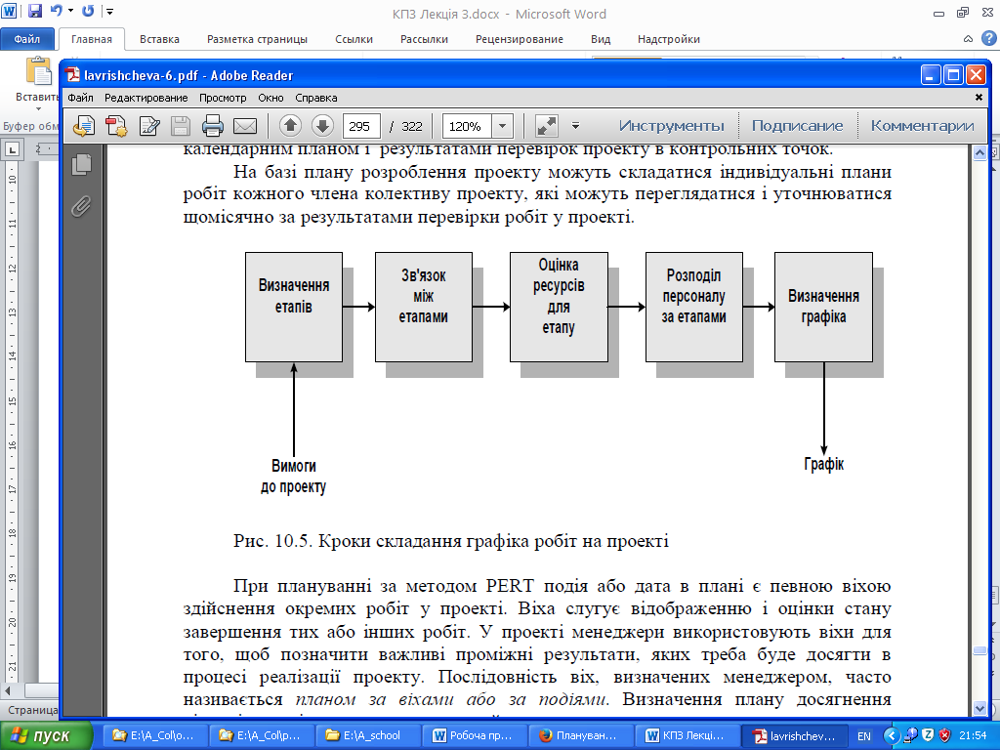 КПЗ Лекція 3.docx - Microsoft Word
Файл Главная Вставка Разметка страницы Ссылки Рассылки Рецензирование Вид Надстройки
Вставить
Буфер обм
lavrishcheva-6.pdf - Adobe Reader
Файл Редактирование Просмотр Окно Справка
295 / 322 120% Инструменты Подписание Комментарии
календарним планом і результатами перевірок проекту в контрольних точок.
На базі плану розроблення проекту можуть складатися індивідуальні плани
робіт кожного члена колективу проекту, які можуть переглядатися і уточнюватися
щомісячно за результатами перевірки робіт у проекті.
Визначення
етапів
Зв'язок
між
етапами
Оцінка
ресурсів
для
етапу
Розподіл
персоналу
за етапами
Визначення
графіка
Вимоги
до проекту
Графік
Рис. 10.5. Кроки складання графіка робіт на проекті
При плануванні за методом PERT подія або дата в плані є певною віхою
здійснення окремих робіт у проекті. Віха слугує відображенню і оцінки стану
завершення тих або інших робіт. У проекті менеджери використовують віхи для
того, щоб позначити важливі проміжні результати, яких треба буде досягти в
процесі реалізації проекту. Послідовність віх, визначених менеджером, часто
називається планом за віхами або за подіями. Визначення плану досягнення
Страница
пуск E:\A_Col\o... E:\A_Col\p... E:\A_school Робоча пр... Плануван... КПЗ Лекці... lavrishchev... EN 21:54